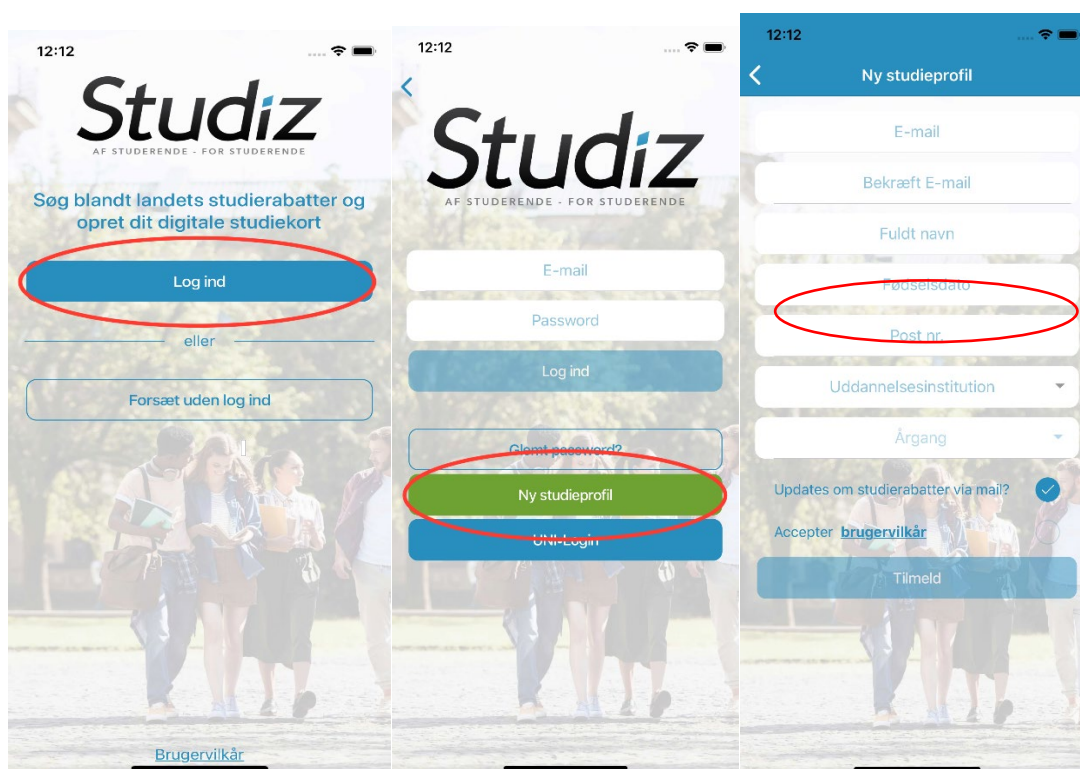 12:12
Studiz
AF STUDERENDE - FOR STUDERENDE
Søg blandt landets studierabatter og
opret dit digitale studiekort
Log ind
eller
Forsæt uden log ind
Brugervilkår
12:12
Studiz
AF STUDERENDE - FOR STUDERENDE
E-mail
Password
Log ind
Glemt password?
Ny studieprofil
UNI-Login
12:12
Ny studieprofil
E-mail
Bekræft E-mail
Fuldt navn
Fødselsdato
Post nr.
Uddannelsesinstitution
Årgang
Updates om studierabatter via mail?
Accepter brugervilkår
Tilmeld